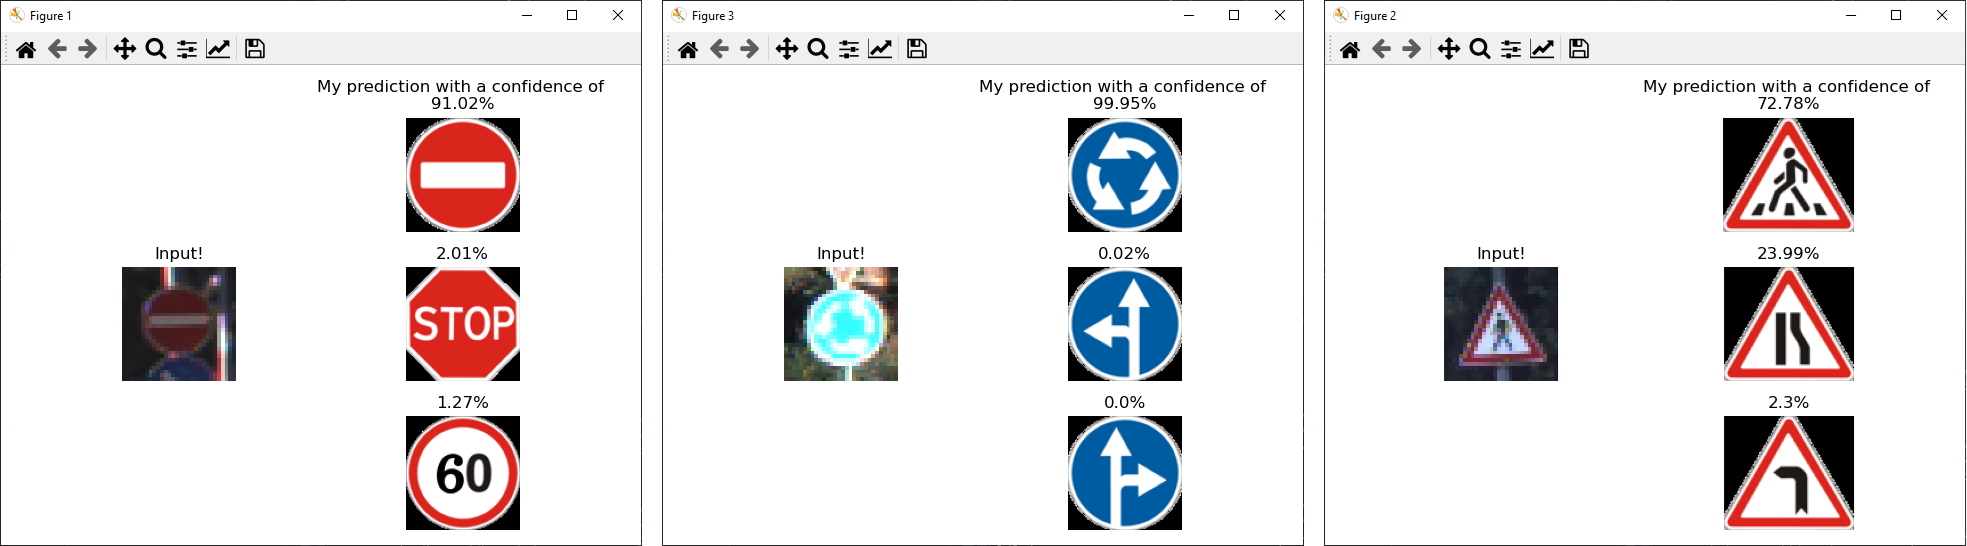 Figure 1
My prediction with a confidence of
91.02%
Input!
2.01%
STOP
1.27%
60
Figure 3
My prediction with a confidence of
99.95%
Input!
0.02%
0.0%
Figure 2
My prediction with a confidence of
72.78%
Input!
23.99%
2.3%